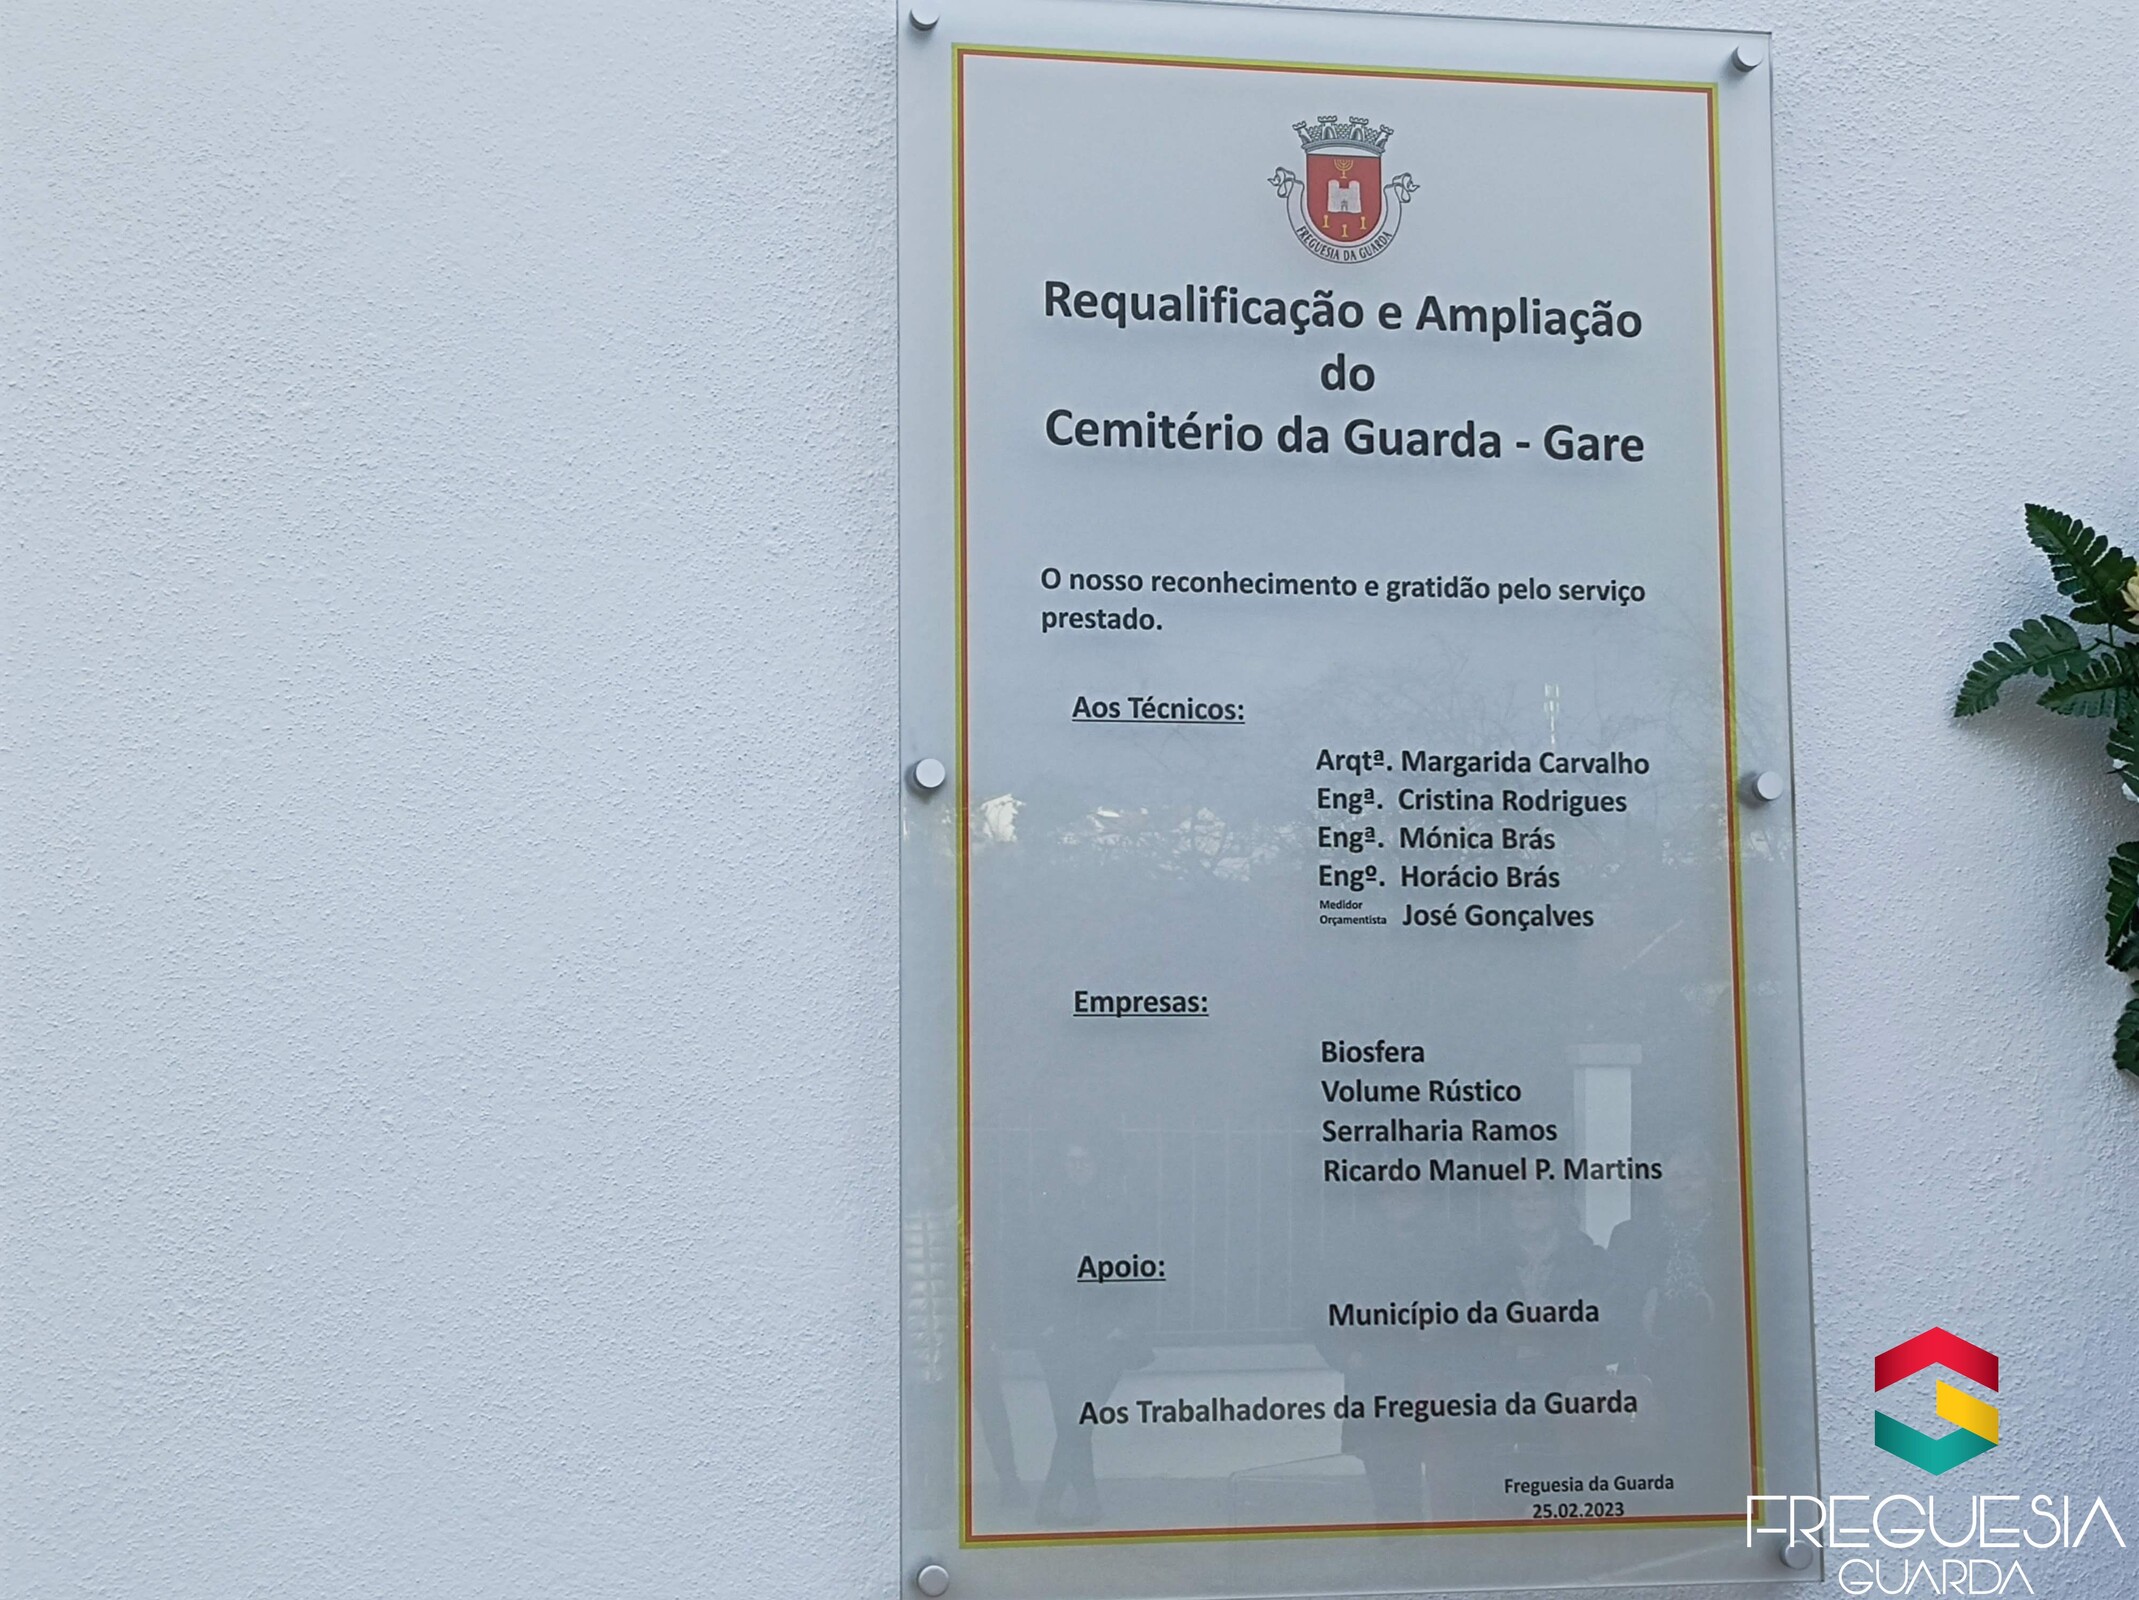 FREGUESIA DA GUARDA
Requalificação e Ampliação
do
Cemitério da Guarda - Gare
O nosso reconhecimento e gratidão pelo serviço
prestado.
Aos Técnicos:
Arqtª. Margarida Carvalho
Engª. Cristina Rodrigues
Engª. Mónica Brás
Engº. Horácio Brás
Medidor
Orçamentista José Gonçalves
Empresas:
Biosfera
Volume Rústico
Serralharia Ramos
Ricardo Manuel P. Martins
Apoio:
Município da Guarda
Aos Trabalhadores da Freguesia da Guarda
Freguesia da Guarda
25.02.2023
FREGUESIA
GUARDA